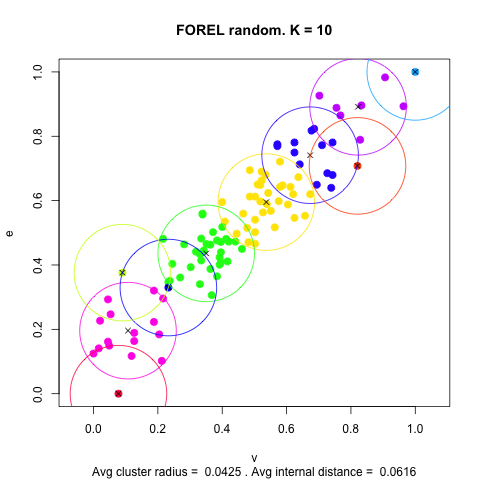 FOREL random. K = 10
e
1.0
0.8
0.6
0.4
0.2
0.0
0.0 0.2 0.4 0.6 0.8 1.0
v
Avg cluster radius = 0.0425 . Avg internal distance = 0.0616